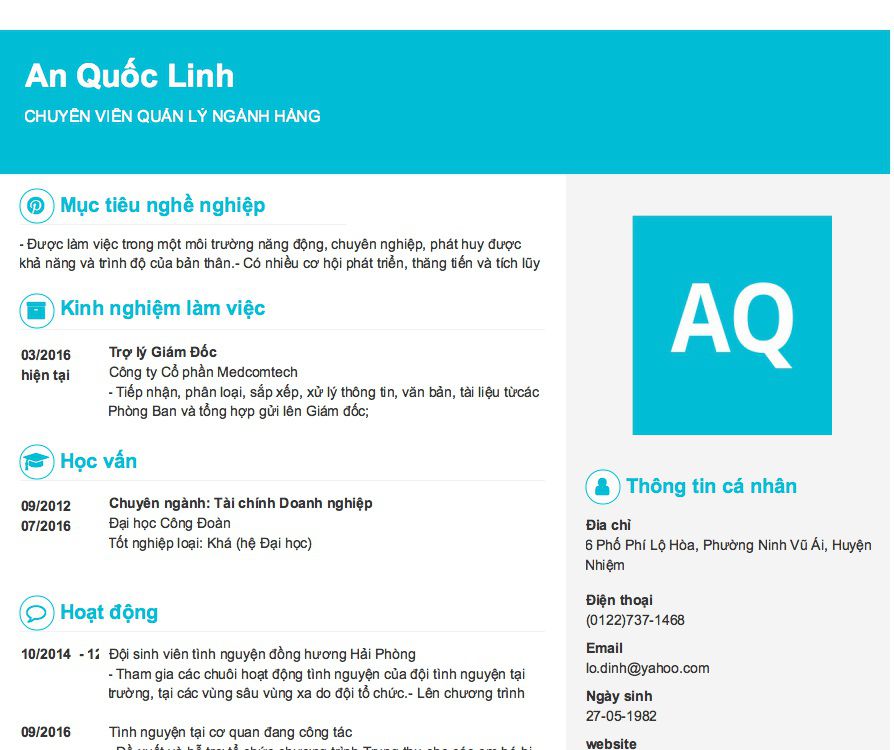 An Quốc Linh
CHUYÊN VIÊN QUẢN LÝ NGÀNH HÀNG
Mục tiêu nghề nghiệp
- Được làm việc trong một môi trường năng động, chuyên nghiệp, phát huy được
khả năng và trình độ của bản thân.- Có nhiều cơ hội phát triển, thăng tiến và tích lũy
Kinh nghiệm làm việc
03/2016
hiện tại
Trợ lý Giám Đốc
Công ty Cổ phần Medcomtech
- Tiếp nhận, phân loại, sắp xếp, xử lý thông tin, văn bản, tài liệu từcác
Phòng Ban và tổng hợp gửi lên Giám đốc;
Học vấn
09/2012
07/2016
Chuyên ngành: Tài chính Doanh nghiệp
Đại học Công Đoàn
Tốt nghiệp loại: Khá (hệ Đại học)
Hoạt động
10/2014 - 12
Đội sinh viên tình nguyện đồng hương Hải Phòng
- Tham gia các chuỗi hoạt động tình nguyện của đội tình nguyện tại
trường, tại các vùng sâu vùng xa do đội tổ chức.- Lên chương trình
09/2016
Tình nguyện tại cơ quan đang công tác
AQ
Thông tin cá nhân
Địa chỉ
6 Phố Phí Lộ Hòa, Phường Ninh Vũ Ái, Huyện
Nhiệm
Điện thoại
(0122)737-1468
Email
lo.dinh@yahoo.com
Ngày sinh
27-05-1982
website